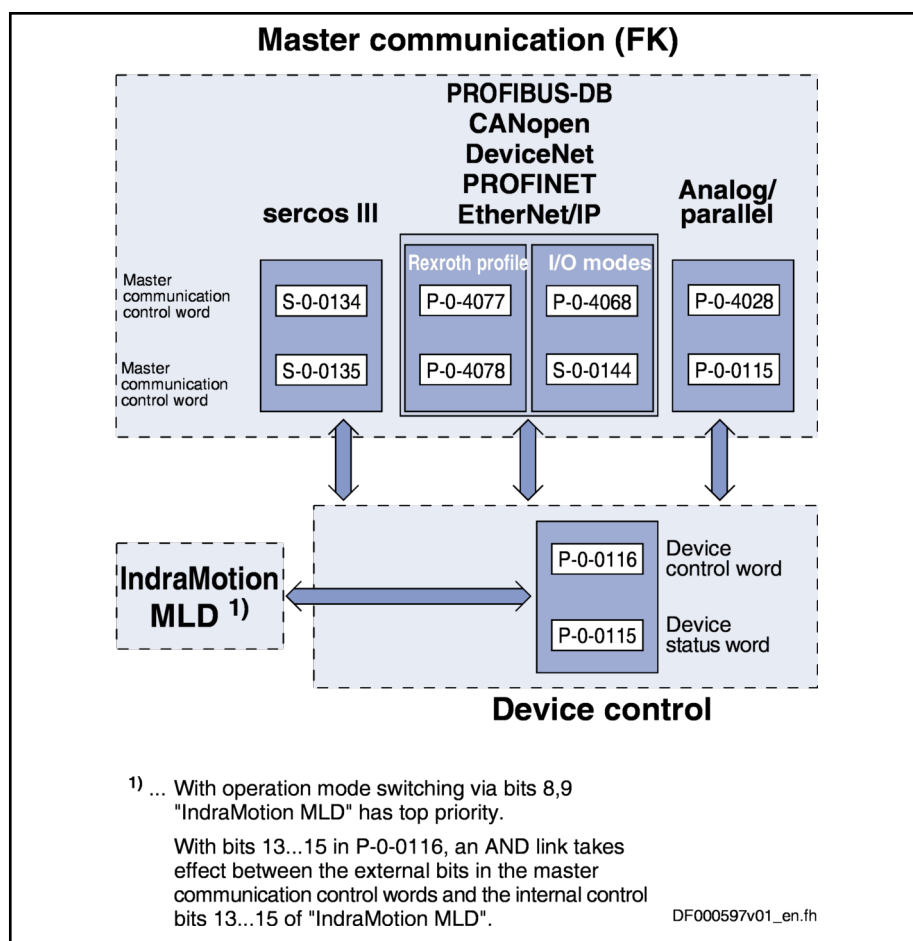 Master communication (FK)
PROFIBUS-DB
CANopen
DeviceNet
PROFINET
EtherNet/IP
sercos III
Analog/
parallel
Rexroth profile
I/O modes
Master
communication
control word
S-0-0134
P-0-4077
P-0-4068
P-0-4028
Master
communication
control word
S-0-0135
P-0-4078
S-0-0144
P-0-0115
IndraMotion
MLD 1)
P-0-0116
Device
control word
P-0-0115
Device
status word
Device control
1) ... With operation mode switching via bits 8,9
"IndraMotion MLD" has top priority.
With bits 13...15 in P-0-0116, an AND link takes
effect between the external bits in the master
communication control words and the internal control
bits 13...15 of "IndraMotion MLD".
DF000597v01_en.fh